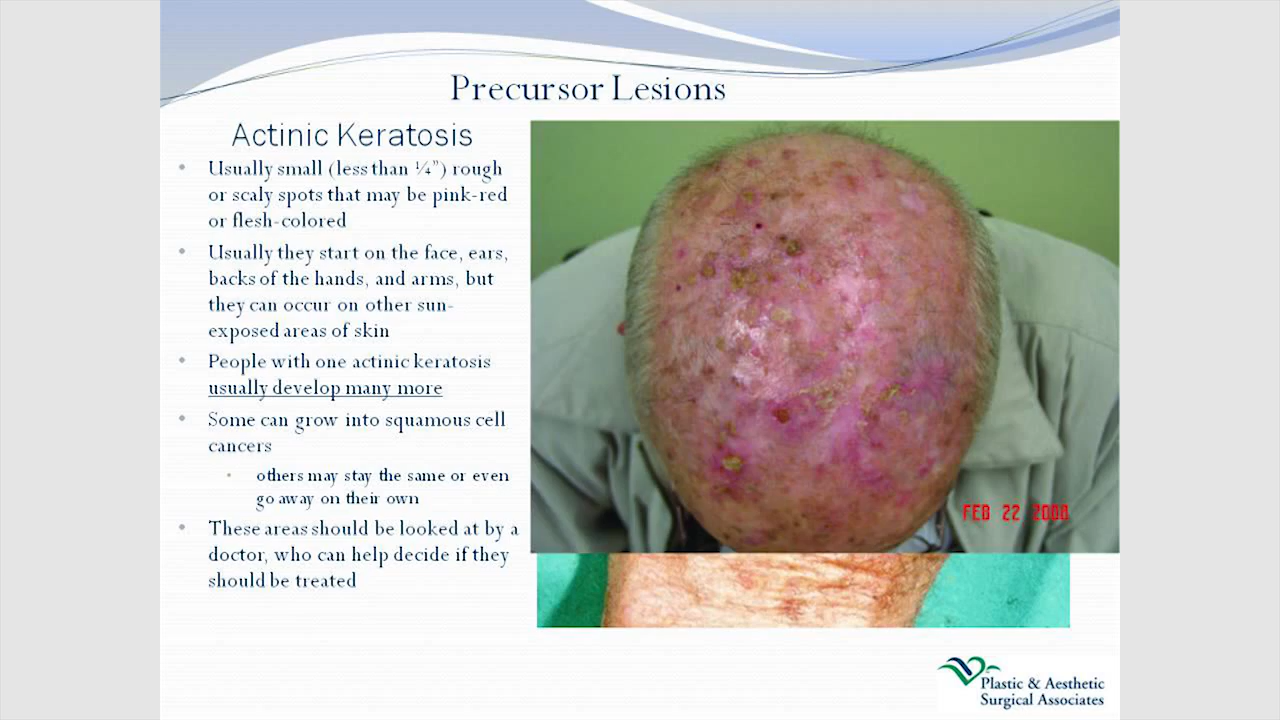 Precursor Lesions
Actinic Keratosis
• Usually small (less than ¼”) rough
or scaly spots that may be pink-red
or flesh-colored
• Usually they start on the face, ears,
backs of the hands, and arms, but
they can occur on other sun-
exposed areas of skin
• People with one actinic keratosis
usually develop many more
• Some can grow into squamous cell
cancers
• others may stay the same or even
go away on their own
• These areas should be looked at by a
doctor, who can help decide if they
should be treated
FEB 22 2000
Plastic & Aesthetic
Surgical Associates